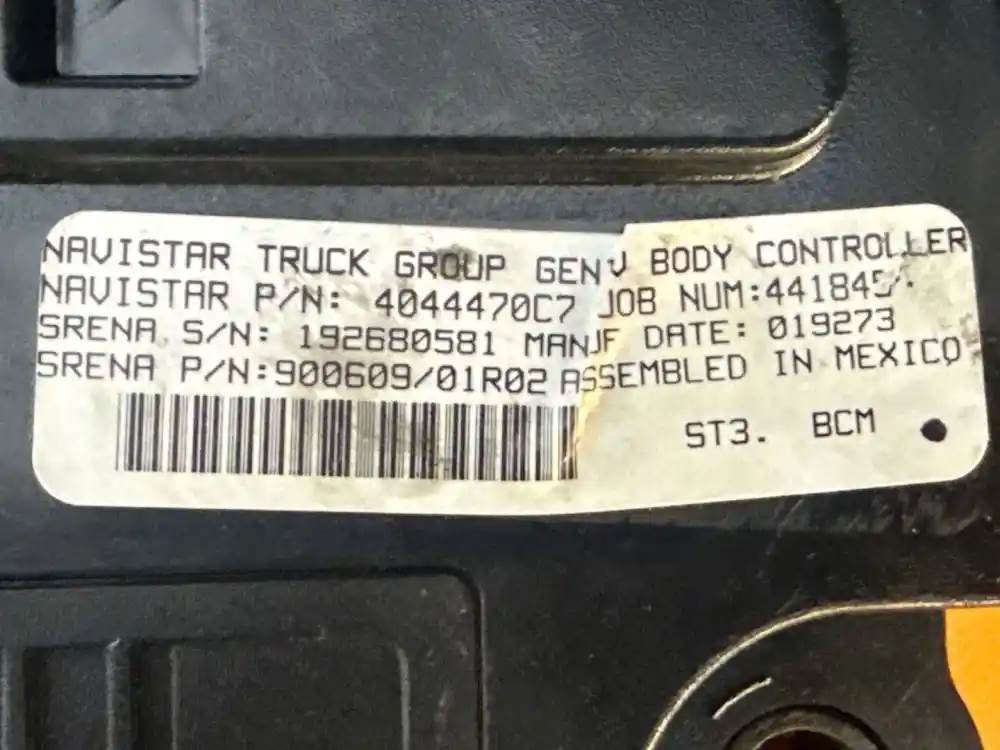 NAVISTAR TRUCK GROUP GENV BODY CONTROLLER
NAVISTAR P/N: 4044470C7 JOB NUM:
SRENA S/N: 192680581 MANUF DATE: 019273
SRENA P/N:900609/01R02 ASSEMBLED IN MEXICO
ST3. BCM